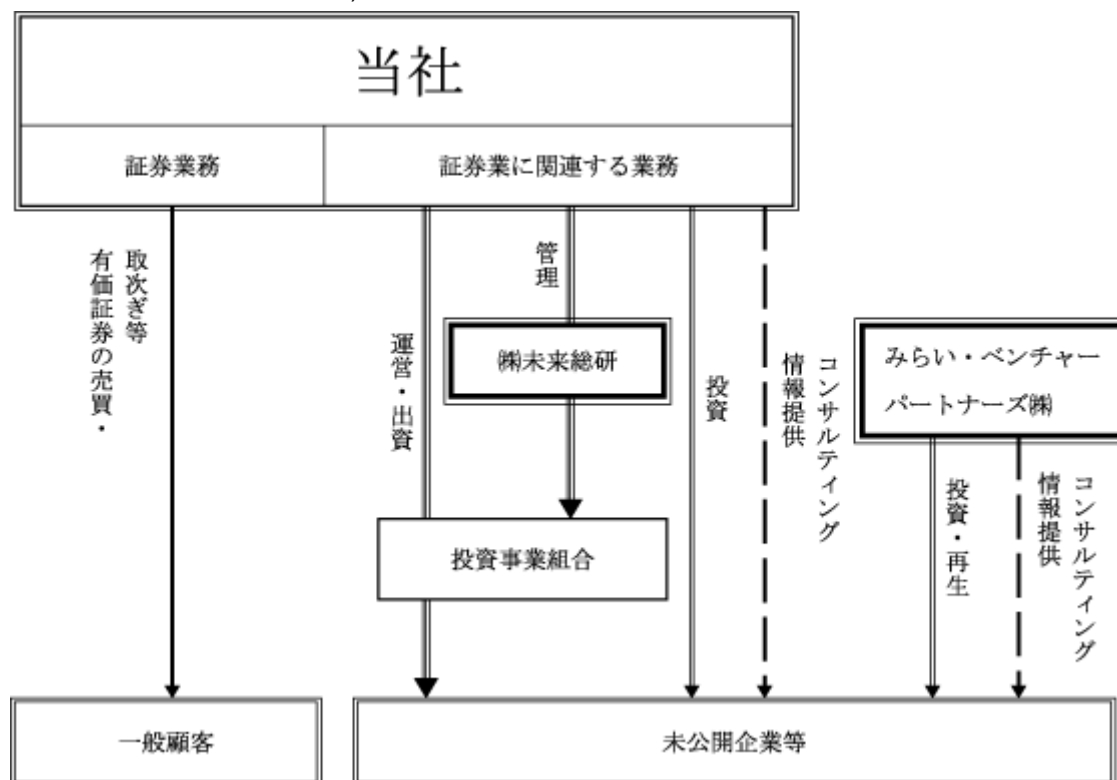 当社
証券業務
証券業に関連する業務
有価証券の売買・
取次ぎ等
運営・出資
管理
㈱未来総研
投資
コンサルティング
情報提供
みらい・ベンチャー
パートナーズ㈱
投資事業組合
投資・再生
コンサルティング
情報提供
一般顧客
未公開企業等